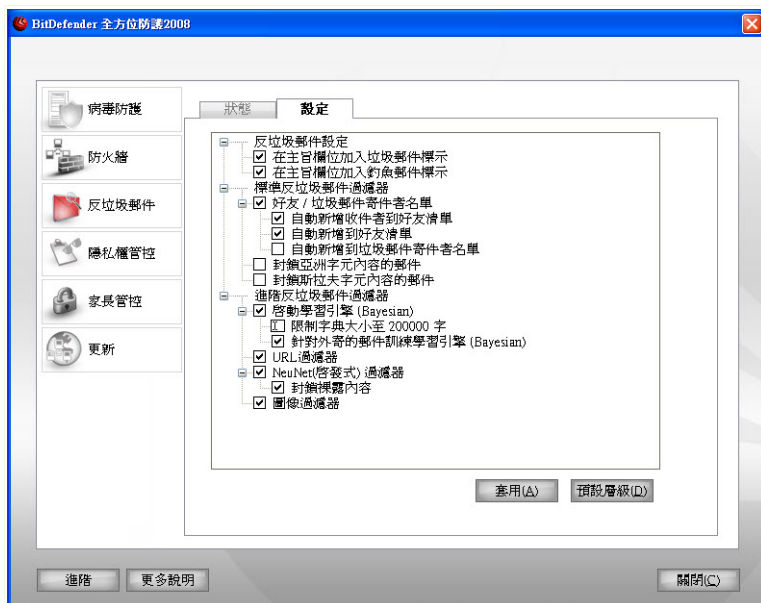 BitDefender 全方位防護2008
病毒防護
防火牆
反垃圾郵件
隱私權管控
家長管控
更新
狀態 設定
反垃圾郵件設定
在主旨欄位加入垃圾郵件標示
在主旨欄位加入釣魚郵件標示
標準反垃圾郵件過濾器
好友 / 垃圾郵件寄件者名單
自動新增收件者到好友清單
自動新增到好友清單
自動新增到垃圾郵件寄件者名單
封鎖亞洲字元內容的郵件
封鎖斯拉夫字元內容的郵件
進階反垃圾郵件過濾器
啓動學習引擎 (Bayesian)
限制字典大小至 200000 字
針對外寄的郵件訓練學習引擎 (Bayesian)
URL過濾器
NeuNet(啓發式) 過濾器
封鎖裸露內容
圖像過濾器
套用(A) 預設層級(D)
進階 更多說明 關閉(C)